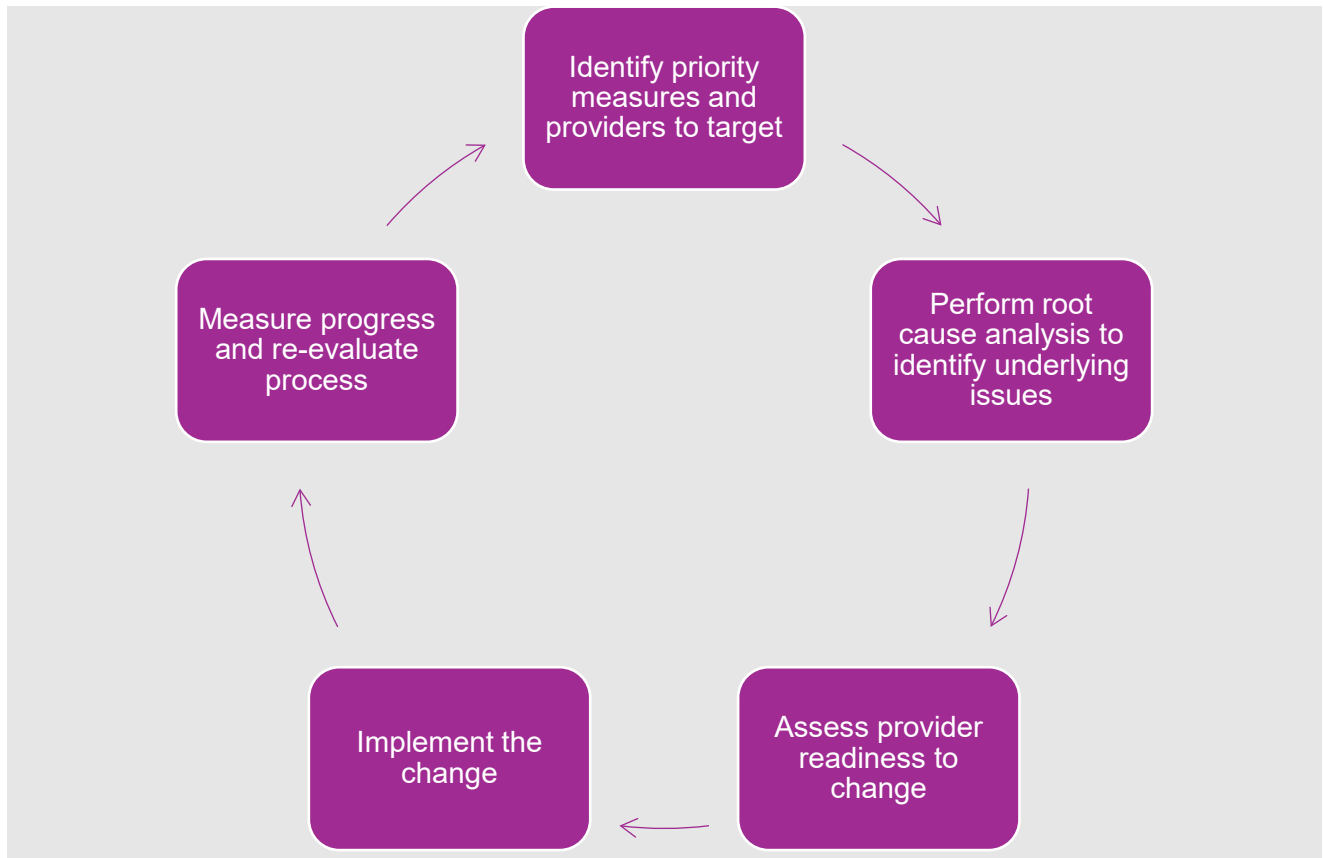 Identify priority
measures and
providers to target
Perform root
cause analysis to
identify underlying
issues
Assess provider
readiness to
change
Implement the
change
Measure progress
and re-evaluate
process